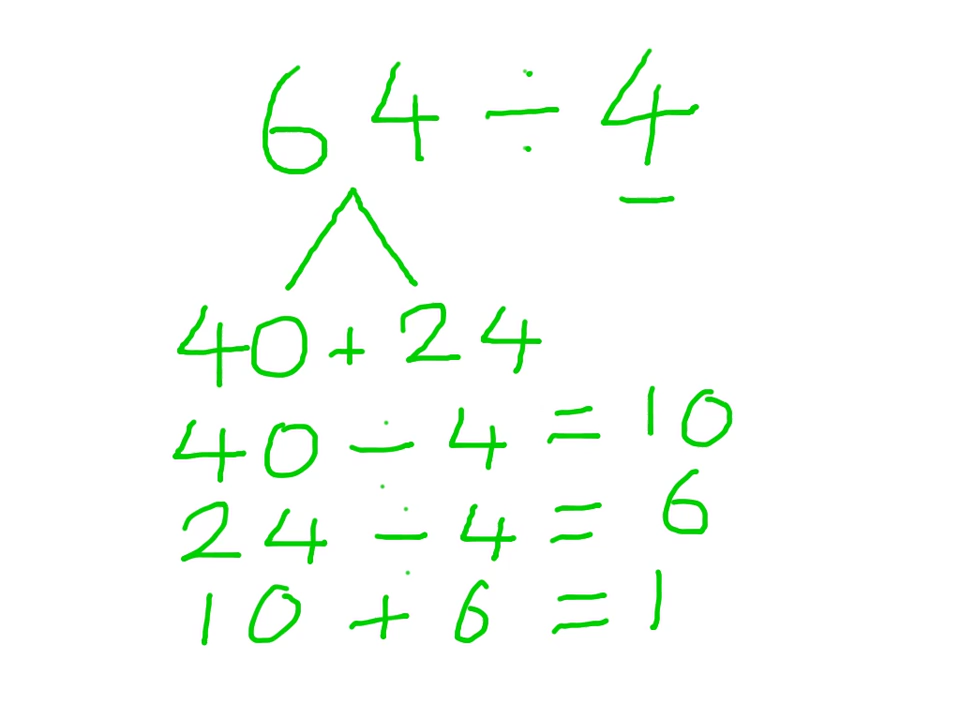 64 ÷ 4
40 + 24
40 ÷ 4 = 10
24 ÷ 4 = 6
10 + 6 = 1